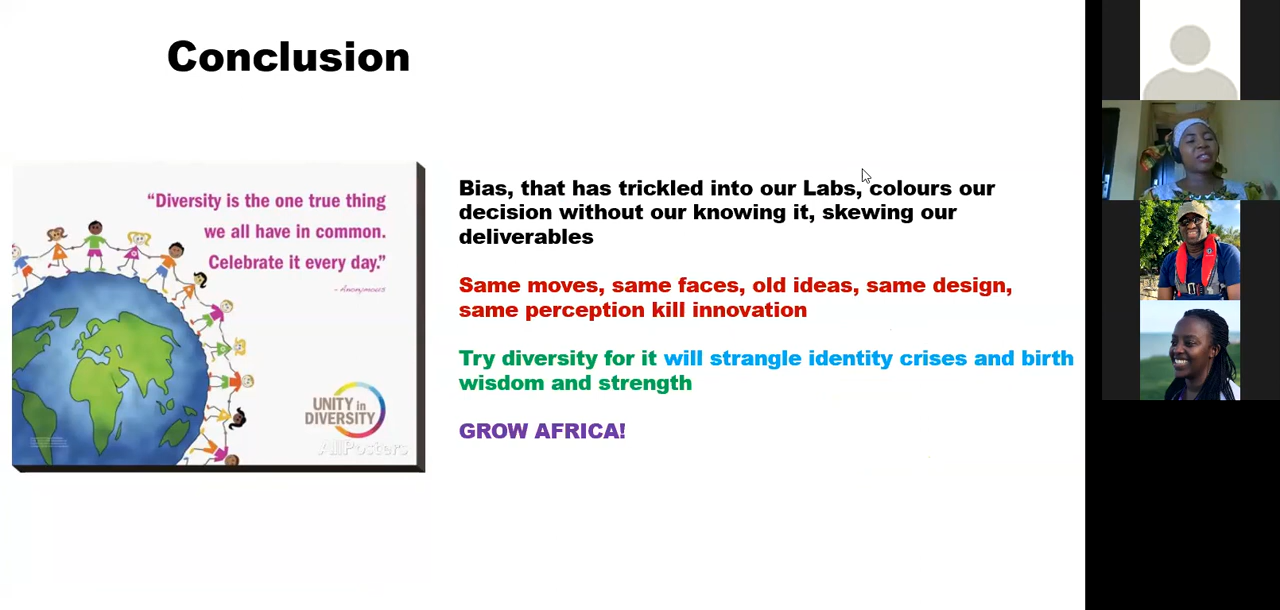 Conclusion
“Diversity is the one true thing
we all have in common.
Celebrate it every day.”
- Anonymous
UNITY in
DIVERSITY
AllPosters
Bias, that has trickled into our Labs, colours our
decision without our knowing it, skewing our
deliverables
Same moves, same faces, old ideas, same design,
same perception kill innovation
Try diversity for it will strangle identity crises and birth
wisdom and strength
GROW AFRICA!